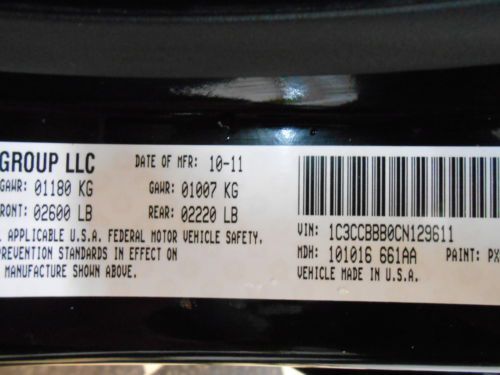 GROUP LLC DATE OF MFR: 10-11
GAWR: 01180 KG GAWR: 01007 KG
FRONT: 02600 LB REAR: 02220 LB
APPLICABLE U.S.A. FEDERAL MOTOR VEHICLE SAFETY,
PREVENTION STANDARDS IN EFFECT ON
MANUFACTURE SHOWN ABOVE.
VIN: 1C3CCBBB0CN129611
MDH: 101016 661AA PAINT: PX
VEHICLE MADE IN U.S.A.